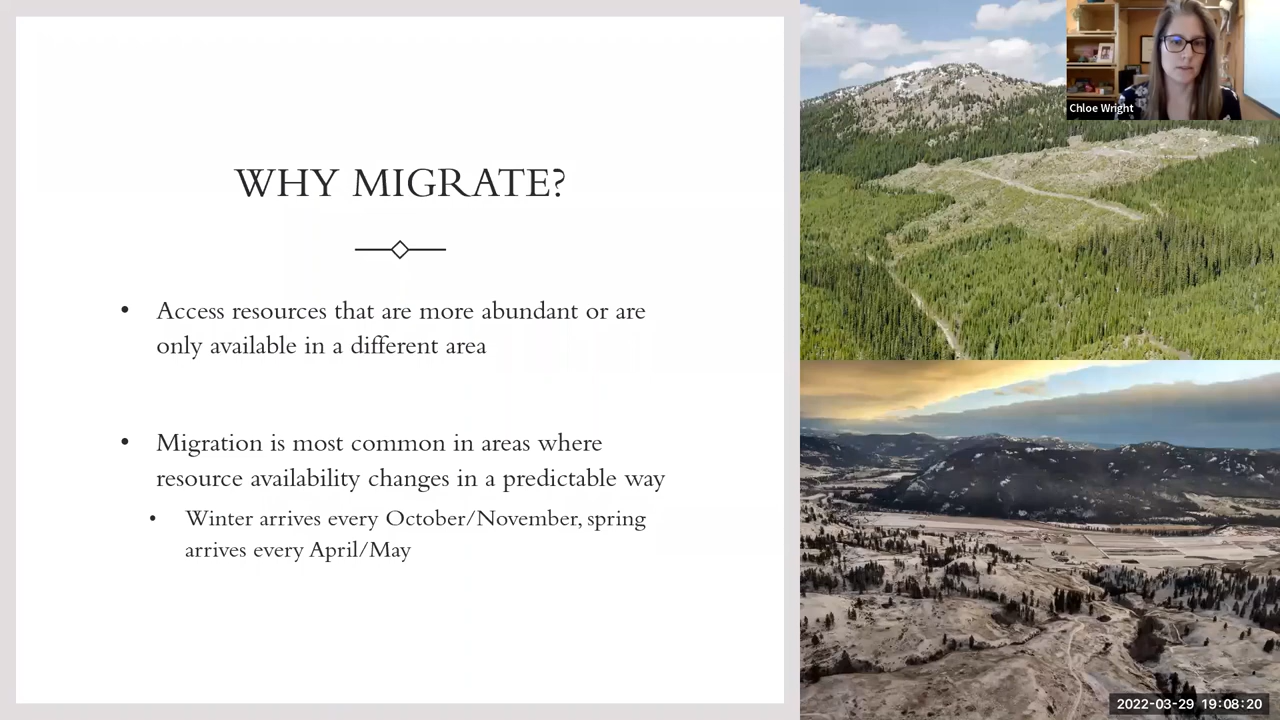 WHY MIGRATE?
• Access resources that are more abundant or are
only available in a different area
• Migration is most common in areas where
resource availability changes in a predictable way
• Winter arrives every October/November, spring
arrives every April/May
Chloe Wright
2022-03-29 19:08:20